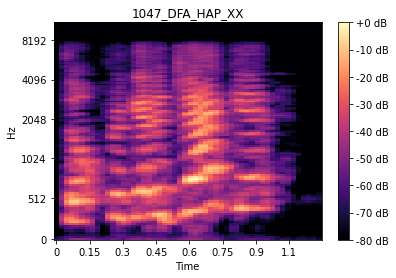 1047_DFA_HAP_XX
+0 dB
8192
-10 dB
4096
-20 dB
-30 dB
2048
Hz
-40 dB
1024
-50 dB
512
-60 dB
-70 dB
0
-80 dB
0 0.15 0.3 0.45 0.6 0.75 0.9 1.1
Time